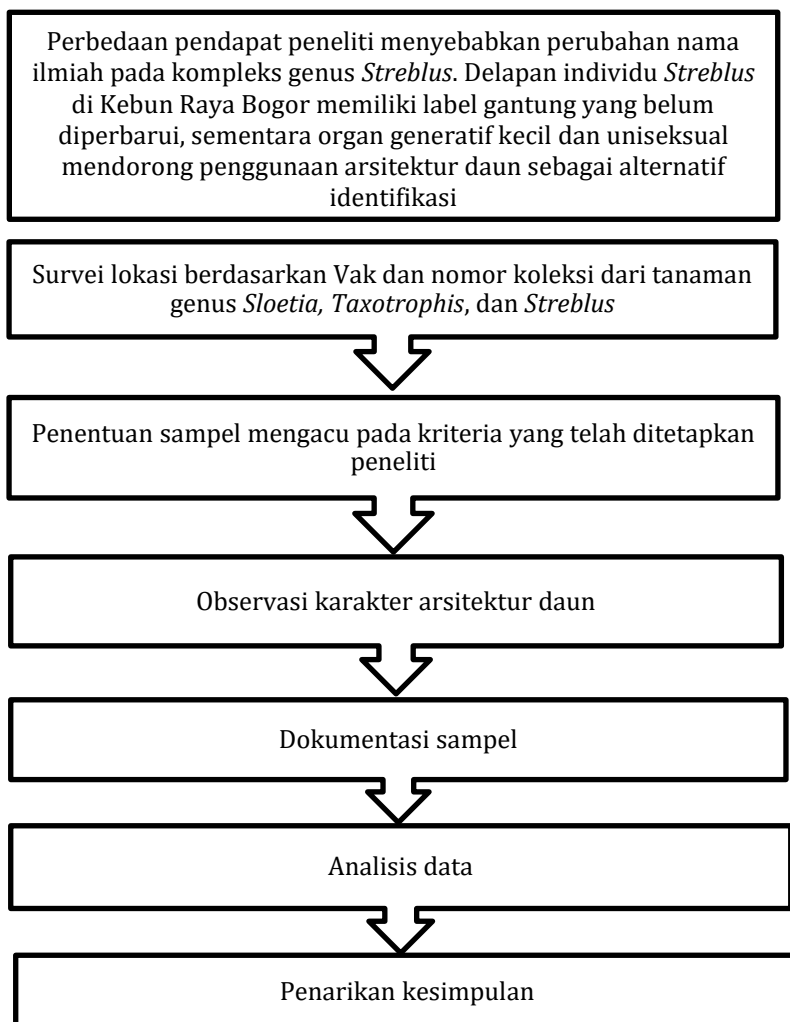 Perbedaan pendapat peneliti menyebabkan perubahan nama
ilmiah pada kompleks genus Streblus. Delapan individu Streblus
di Kebun Raya Bogor memiliki label gantung yang belum
diperbarui, sementara organ generatif kecil dan uniseksual
mendorong penggunaan arsitektur daun sebagai alternatif
identifikasi
Survei lokasi berdasarkan Vak dan nomor koleksi dari tanaman
genus Sloetia, Taxotrophis, dan Streblus
Penentuan sampel mengacu pada kriteria yang telah ditetapkan
peneliti
Observasi karakter arsitektur daun
Dokumentasi sampel
Analisis data
Penarikan kesimpulan